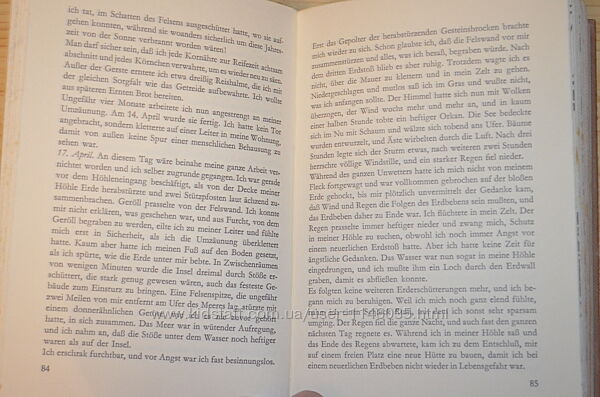 ich tat, im Schatten des Felsens ausgeschüttet hatte, wo sie auf-
gehen konnten, während sie woanders sicherlich um diese Jahres-
zeit von der Sonne verbrannt worden wären!
Man darf sicher sein, daß ich jede Kornähre zur Reifezeit achtsam
abschnitt und jedes Körnchen verwahrte, um es wieder neu zu säen.
Außer der Gerste erntete ich etwa dreißig Reishalme, die ich mit
der gleichen Sorgfalt wie das Getreide aufbewahrte. Ich wollte
aus späteren Ernten Brot bereiten.
Ungefähr vier Monate arbeitete ich nun angestrengt an meiner
Umzäunung. Am 14. April wurde sie fertig. Ich hatte kein Tor
angebracht, sondern kletterte auf einer Leiter in meine Wohnung,
damit von außen keine Spur einer menschlichen Behausung zu
sehen war.
17. April. An diesem Tag wäre beinahe meine ganze Arbeit ver-
nichtet worden und ich selber zugrunde gegangen. Ich war gerade
vor dem Höhleneingang beschäftigt, als von der Decke meiner
Höhle Erde herabstürzte und zwei Stützpfosten laut ächzend zu-
sammenbrachen. Geröll prasselte von der Felswand. Ich konnte
mir nicht erklären, was geschehen war, und aus Furcht, von dem
Geröll begraben zu werden, eilte ich zu meiner Leiter und fühlte
mich erst in Sicherheit, als ich die Umzäunung überklettert
hatte. Kaum aber hatte ich meinen Fuß auf den Boden gesetzt,
als ich spürte, wie die Erde unter mir bebte. In Zwischenräumen
von wenigen Minuten wurde die Insel dreimal durch Stöße er-
schüttert, die stark genug gewesen wären, auch das festeste Ge-
bäude zum Einsturz zu bringen. Eine Felsenspitze, die ungefähr
zwei Meilen von mir entfernt am Ufer des Meeres lag, stürzte mit
einem donnerähnlichen Getöse
hatte, in sich zusammen. Das Meer war in wütender Aufregung,
und ich nahm an, daß die Stöße unter dem Wasser noch heftiger
waren als auf der Insel.
Ich erschrak furchtbar, und vor Angst war ich fast besinnungslos.
84
Erst das Gepolter der herabstürzenden Gesteinsbrocken brachte
mich wieder zu sich. Schon glaubte ich, daß die Felswand vor mir
mich verschütten und alles, was ich besaß, begraben würde. Nach
dem dritten Erdstoß blieb es aber ruhig. Trotzdem wagte ich es
nicht, über die Mauer zu klettern und in mein Zelt zu gehen.
Niedergeschlagen und mutlos saß ich im Gras und wußte nicht,
was ich anfangen sollte. Der Himmel hatte sich nun mit Wolken
überzogen, der Wind wuchs mehr und mehr an, und in kaum
einer halben Stunde tobte ein heftiger Orkan. Die See bedeckte
sich im Nu mit Schaum und wälzte sich tobend ans Ufer. Bäume
wurden entwurzelt, und Äste wirbelten durch die Luft. Nach drei
Stunden legte sich der Sturm etwas, nach weiteren zwei Stunden
herrschte völlige Windstille, und ein starker Regen fiel nieder.
Während des ganzen Unwetters hatte ich mich nicht von meinem
Fleck fortgewagt und war vollkommen gebrochen auf der bloßen
Erde gehockt, bis mir plötzlich unvermittelt der Gedanke kam,
daß Wind und Regen die Folgen des Erdbebens sein mußten, und
das Erdbeben daher zu Ende war. Ich flüchtete in mein Zelt. Der
Regen prasselte immer heftiger nieder und zwang mich, Schutz
in meiner Höhle zu suchen, obwohl ich noch immer Angst vor
einem neuerlichen Erdstoß hatte. Aber ich hatte keine Zeit für
ängstliche Gedanken. Das Wasser war nun sogar in meine Höhle
eingedrungen, und ich mußte ihm ein Loch durch den Erdwall
graben, damit es abfließen konnte.
Es folgten keine weiteren Erderschütterungen mehr, und ich be-
gann mich zu beruhigen. Weil ich mich noch ganz elend fühlte,
ich sonst sehr sparsam
umging. Der Regen fiel die ganze Nacht, und auch fast den ganzen
nächsten Tag regnete es. Während ich in meiner Höhle saß und
das Ende des Regens abwartete, kam ich zu dem Entschluß, mir
auf einem freien Platz eine neue Hütte zu bauen, damit ich bei
einem neuerlichen Erdbeben nicht wieder in Lebensgefahr war.
85
www.kidstaff.com.ua/user-1148095.html